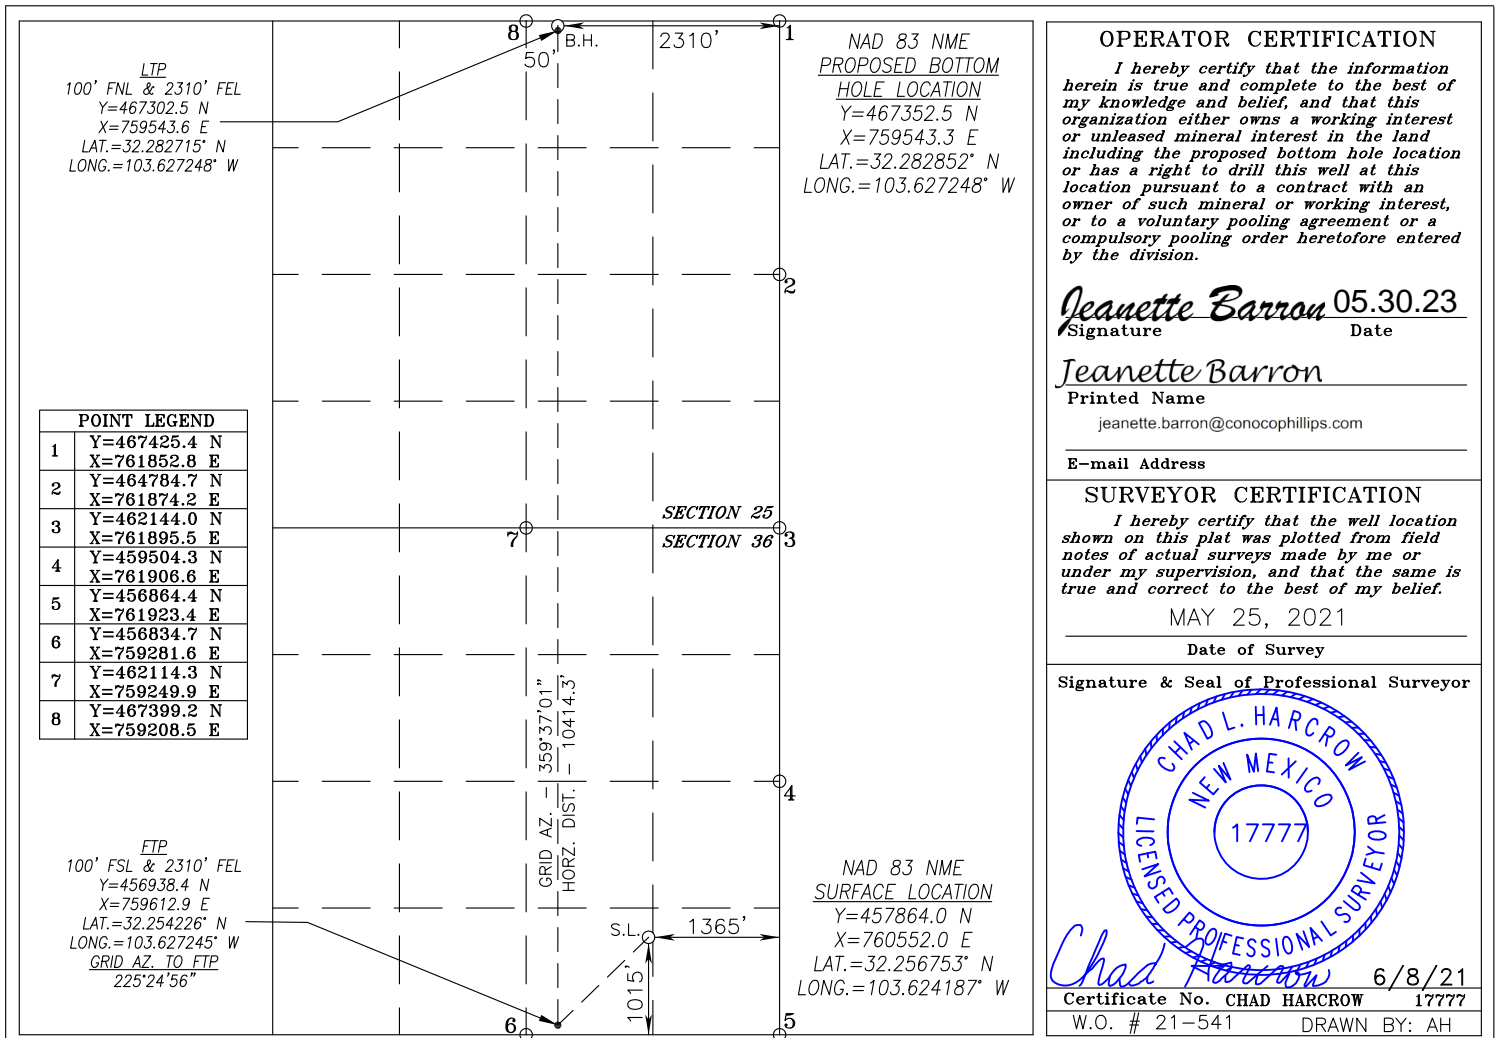 8
B.H.
50'
2310'
1
LTP
100' FNL & 2310' FEL
Y=467302.5 N
X=759543.6 E
LAT.=32.282715° N
LONG.=103.627248° W
NAD 83 NME
PROPOSED BOTTOM
HOLE LOCATION
Y=467352.5 N
X=759543.3 E
LAT.=32.282852° N
LONG.=103.627248° W
2
POINT LEGEND
1 Y=467425.4 N
X=761852.8 E
2 Y=464784.7 N
X=761874.2 E
3 Y=462144.0 N
X=761895.5 E
4 Y=459504.3 N
X=761906.6 E
5 Y=456864.4 N
X=761923.4 E
6 Y=456834.7 N
X=759281.6 E
7 Y=462114.3 N
X=759249.9 E
8 Y=467399.2 N
X=759208.5 E
SECTION 25
7
SECTION 36
3
GRID AZ. – 359°37'01"
HORZ. DIST. – 10414.3'
4
FTP
100' FSL & 2310' FEL
Y=456938.4 N
X=759612.9 E
LAT.=32.254226° N
LONG.=103.627245° W
GRID AZ. TO FTP
225°24'56"
S.L.
1365'
1015'
NAD 83 NME
SURFACE LOCATION
Y=457864.0 N
X=760552.0 E
LAT.=32.256753° N
LONG.=103.624187° W
6
5
OPERATOR CERTIFICATION
I hereby certify that the information
herein is true and complete to the best of
my knowledge and belief, and that this
organization either owns a working interest
or unleased mineral interest in the land
including the proposed bottom hole location
or has a right to drill this well at this
location pursuant to a contract with an
owner of such mineral or working interest,
or to a voluntary pooling agreement or a
compulsory pooling order heretofore entered
by the division.
Jeanette Barron 05.30.23
Signature Date
Jeanette Barron
Printed Name
jeanette.barron@conocophillips.com
E-mail Address
SURVEYOR CERTIFICATION
I hereby certify that the well location
shown on this plat was plotted from field
notes of actual surveys made by me or
under my supervision, and that the same is
true and correct to the best of my belief.
MAY 25, 2021
Date of Survey
Signature & Seal of Professional Surveyor
CHAD L. HARCROW
NEW MEXICO
17777
LICENSED PROFESSIONAL SURVEYOR
Chad Harcrow 6/8/21
Certificate No. CHAD HARCROW 17777
W.O. # 21-541 DRAWN BY: AH